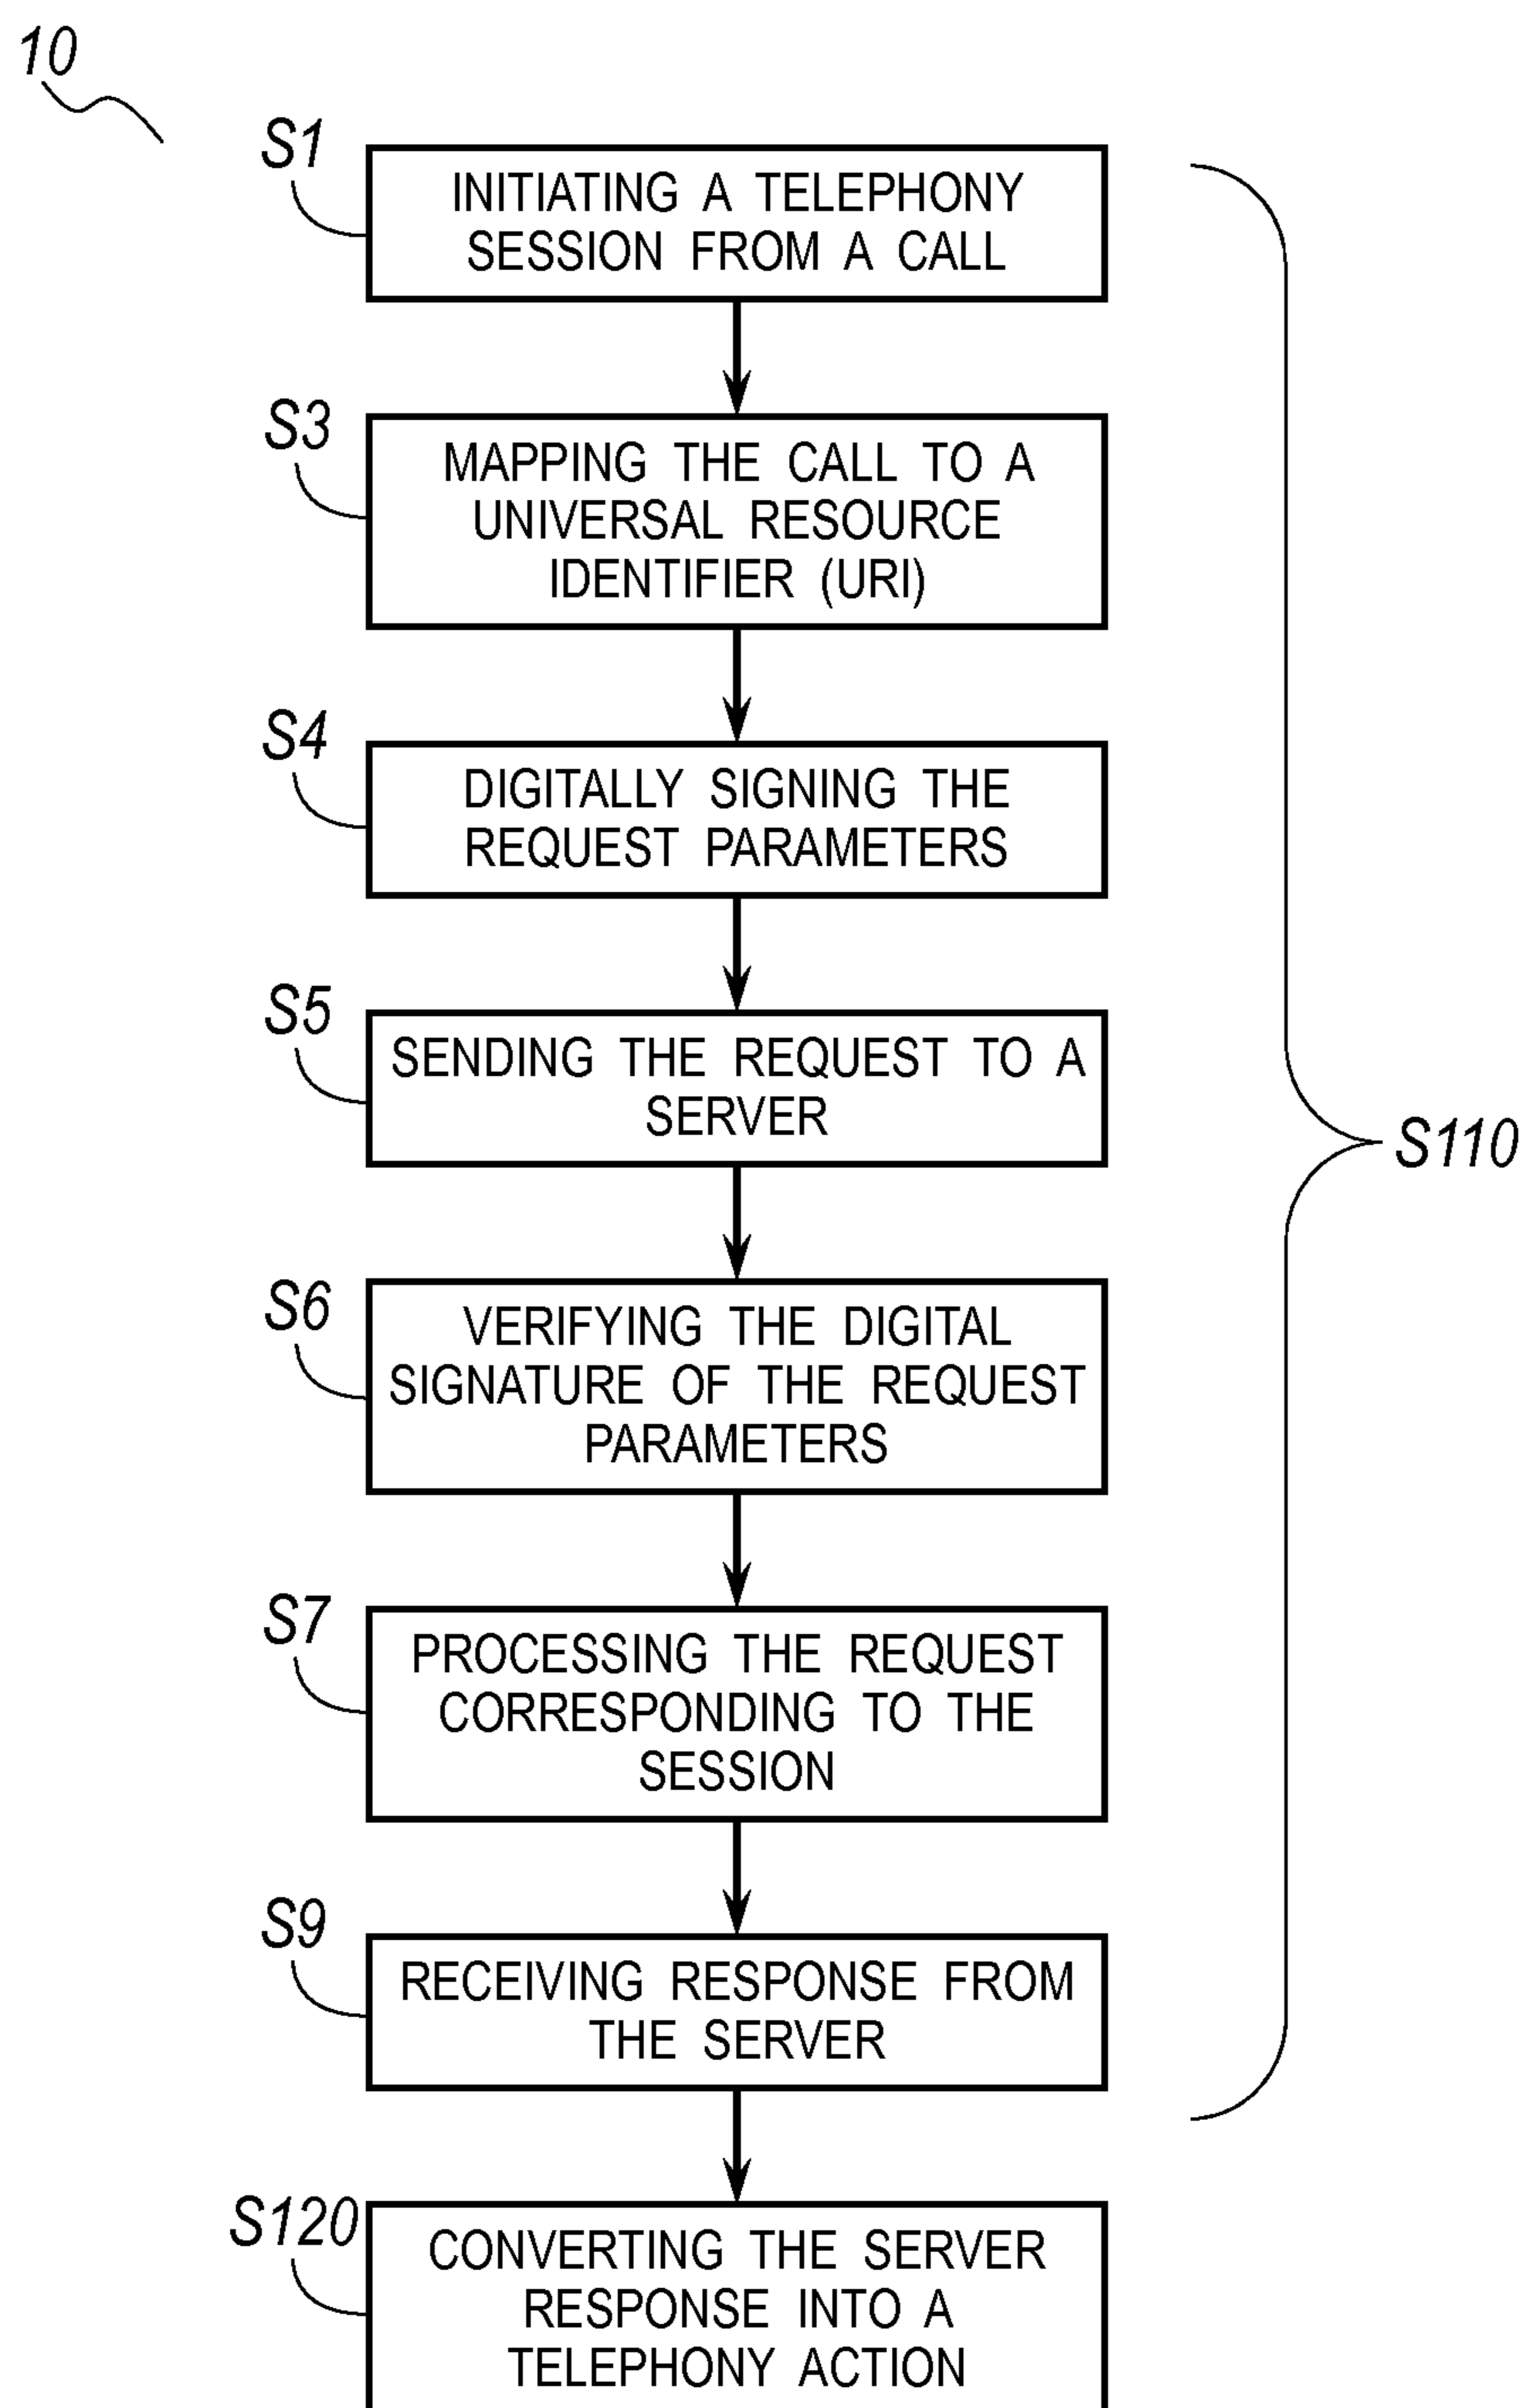 10
S1
INITIATING A TELEPHONY
SESSION FROM A CALL
S3
MAPPING THE CALL TO A
UNIVERSAL RESOURCE
IDENTIFIER (URI)
S4
DIGITALLY SIGNING THE
REQUEST PARAMETERS
S5
SENDING THE REQUEST TO A
SERVER
S110
S6
VERIFYING THE DIGITAL
SIGNATURE OF THE REQUEST
PARAMETERS
S7
PROCESSING THE REQUEST
CORRESPONDING TO THE
SESSION
S9
RECEIVING RESPONSE FROM
THE SERVER
S120
CONVERTING THE SERVER
RESPONSE INTO A
TELEPHONY ACTION